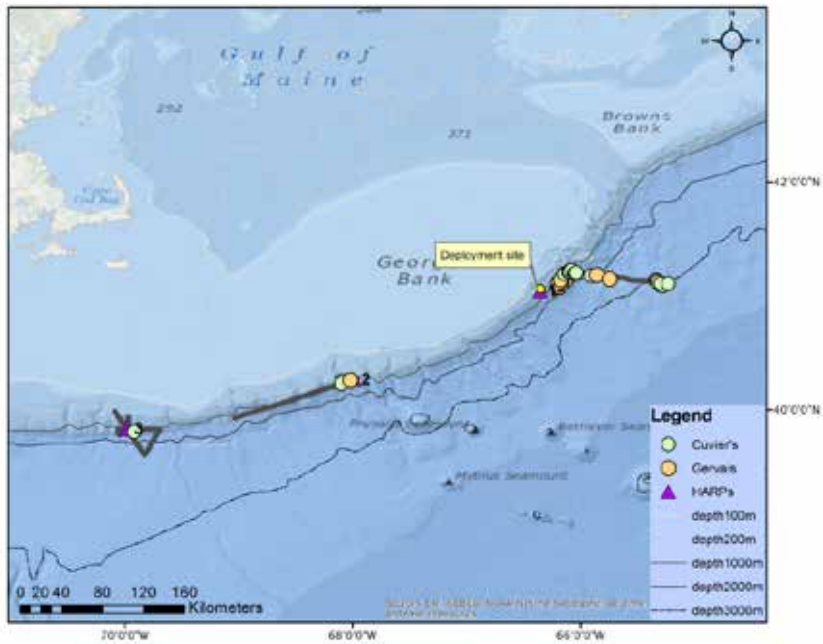 Gulf of
Maine
292
372
Browns
Bank
42°0'0"N
Deployment site
Bank
2
40°0'0"N
Legend
Cuvier's
Gervais
HARPs
depth100m
depth200m
depth1000m
depth2000m
depth3000m
0 20 40 80 120 160
Kilometers
70°0'0"W
68°0'0"W
66°0'0"W